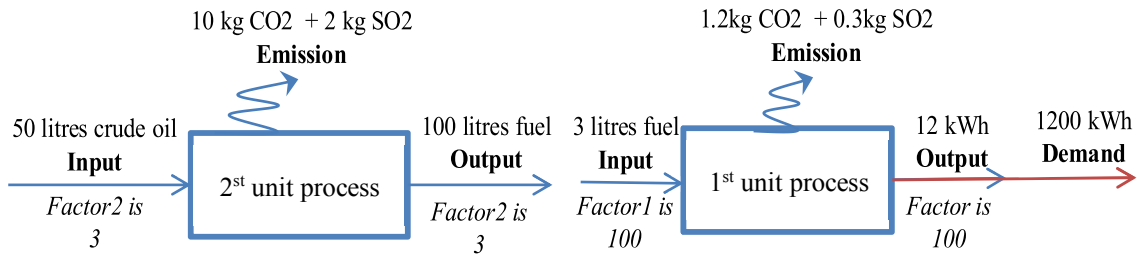 10 kg CO2 + 2 kg SO2
Emission
50 litres crude oil
Input
Factor2 is
3
2st unit process
100 litres fuel
Output
Factor2 is
3
1.2kg CO2 + 0.3kg SO2
Emission
3 litres fuel
Input
Factor1 is
100
1st unit process
12 kWh
Output
Factor is
100
1200 kWh
Demand